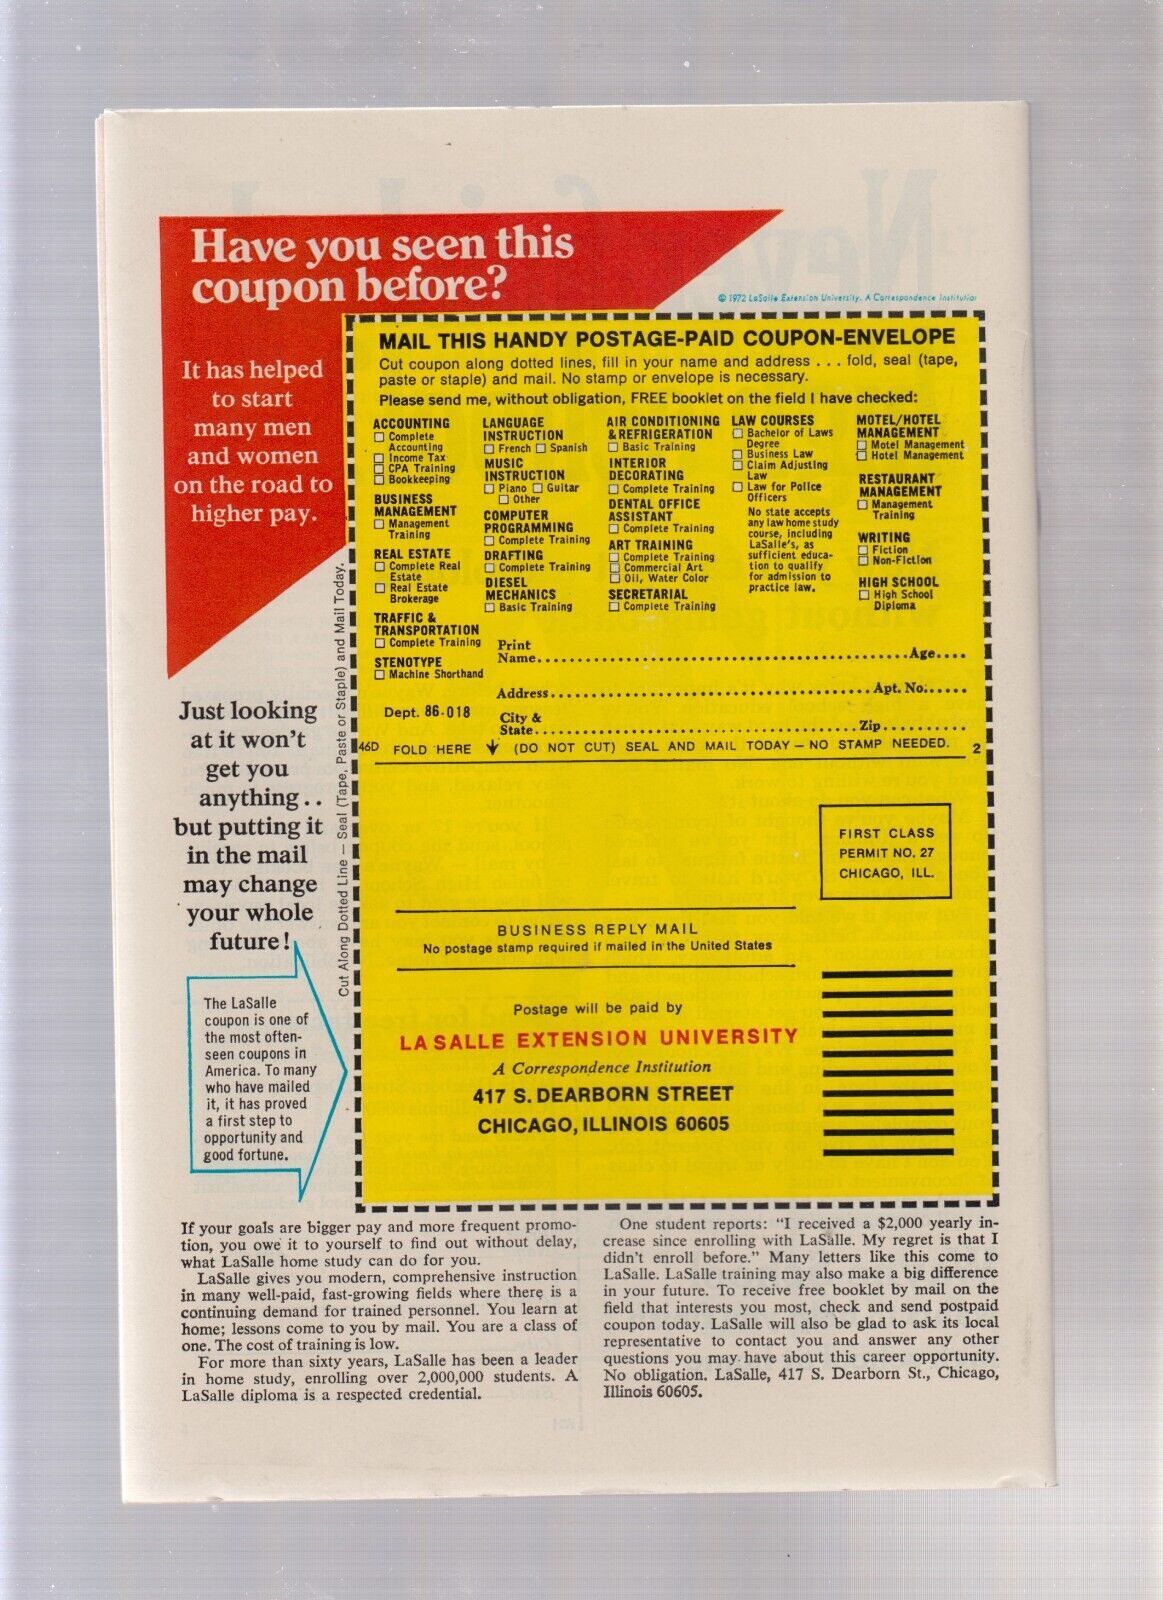 Have you seen this
coupon before?
© 1972 LaSalle Extension University. A Correspondence Institution
It has helped
to start
many men
and women
on the road to
higher pay.
Just looking
at it won't
get you
anything..
but putting it
in the mail
may change
your whole
future!
The LaSalle
coupon is one of
the most often-
seen coupons in
America. To many
who have mailed
it, it has proved
a first step to
opportunity and
good fortune.
Cut Along Dotted Line — Seal (Tape, Paste or Staple) and Mail Today.
MAIL THIS HANDY POSTAGE-PAID COUPON-ENVELOPE
Cut coupon along dotted lines, fill in your name and address . . . fold, seal (tape,
paste or staple) and mail. No stamp or envelope is necessary.
Please send me, without obligation, FREE booklet on the field I have checked:
ACCOUNTING
☐ Complete
Accounting
☐ Income Tax
☐ CPA Training
☐ Bookkeeping
BUSINESS
MANAGEMENT
☐ Management
Training
REAL ESTATE
☐ Complete Real
Estate
☐ Real Estate
Brokerage
TRAFFIC &
TRANSPORTATION
☐ Complete Training
STENOTYPE
☐ Machine Shorthand
LANGUAGE
INSTRUCTION
☐ French ☐ Spanish
MUSIC
INSTRUCTION
☐ Piano ☐ Guitar
☐ Other
COMPUTER
PROGRAMMING
☐ Complete Training
DRAFTING
☐ Complete Training
DIESEL
MECHANICS
☐ Basic Training
AIR CONDITIONING
& REFRIGERATION
☐ Basic Training
INTERIOR
DECORATING
☐ Complete Training
DENTAL OFFICE
ASSISTANT
☐ Complete Training
ART TRAINING
☐ Complete Training
☐ Commercial Art
☐ Oil, Water Color
SECRETARIAL
☐ Complete Training
LAW COURSES
☐ Bachelor of Laws
Degree
☐ Business Law
☐ Claim Adjusting
Law
☐ Law for Police
Officers
No state accepts
any law home study
course, including
LaSalle's, as
sufficient educa-
tion to qualify
for admission to
practice law.
MOTEL/HOTEL
MANAGEMENT
☐ Motel Management
☐ Hotel Management
RESTAURANT
MANAGEMENT
☐ Management
Training
WRITING
☐ Fiction
☐ Non-Fiction
HIGH SCHOOL
☐ High School
Diploma
Print
Name.............................................Age....
Address.......................................Apt. No:.....
Dept. 86-018
City &
State........................................Zip.........
46D FOLD HERE ↓ (DO NOT CUT) SEAL AND MAIL TODAY — NO STAMP NEEDED. 2
FIRST CLASS
PERMIT NO. 27
CHICAGO, ILL.
BUSINESS REPLY MAIL
No postage stamp required if mailed in the United States
Postage will be paid by
LA SALLE EXTENSION UNIVERSITY
A Correspondence Institution
417 S. DEARBORN STREET
CHICAGO, ILLINOIS 60605
If your goals are bigger pay and more frequent promo-
tion, you owe it to yourself to find out without delay,
what LaSalle home study can do for you.
LaSalle gives you modern, comprehensive instruction
in many well-paid, fast-growing fields where there is a
continuing demand for trained personnel. You learn at
home; lessons come to you by mail. You are a class of
one. The cost of training is low.
For more than sixty years, LaSalle has been a leader
in home study, enrolling over 2,000,000 students. A
LaSalle diploma is a respected credential.
One student reports: "I received a $2,000 yearly in-
crease since enrolling with LaSalle. My regret is that I
didn't enroll before." Many letters like this come to
LaSalle. LaSalle training may also make a big difference
in your future. To receive free booklet by mail on the
field that interests you most, check and send postpaid
coupon today. LaSalle will also be glad to ask its local
representative to contact you and answer any other
questions you may have about this career opportunity.
No obligation. LaSalle, 417 S. Dearborn St., Chicago,
Illinois 60605.